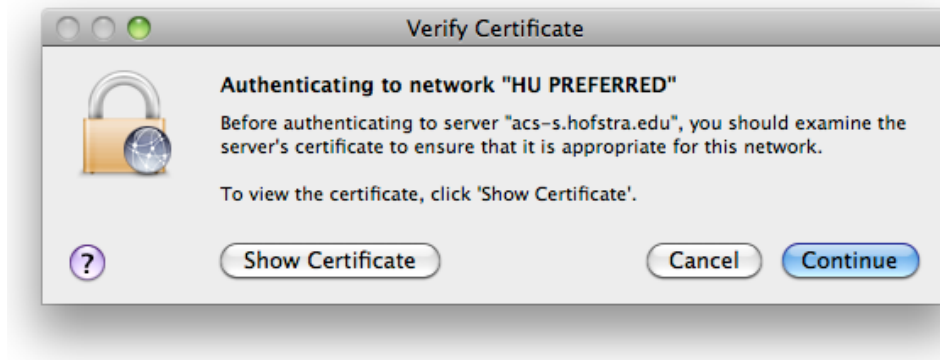 Verify Certificate
Authenticating to network "HU PREFERRED"
Before authenticating to server "acs-s.hofstra.edu", you should examine the
server's certificate to ensure that it is appropriate for this network.
To view the certificate, click 'Show Certificate'.
? Show Certificate Cancel Continue